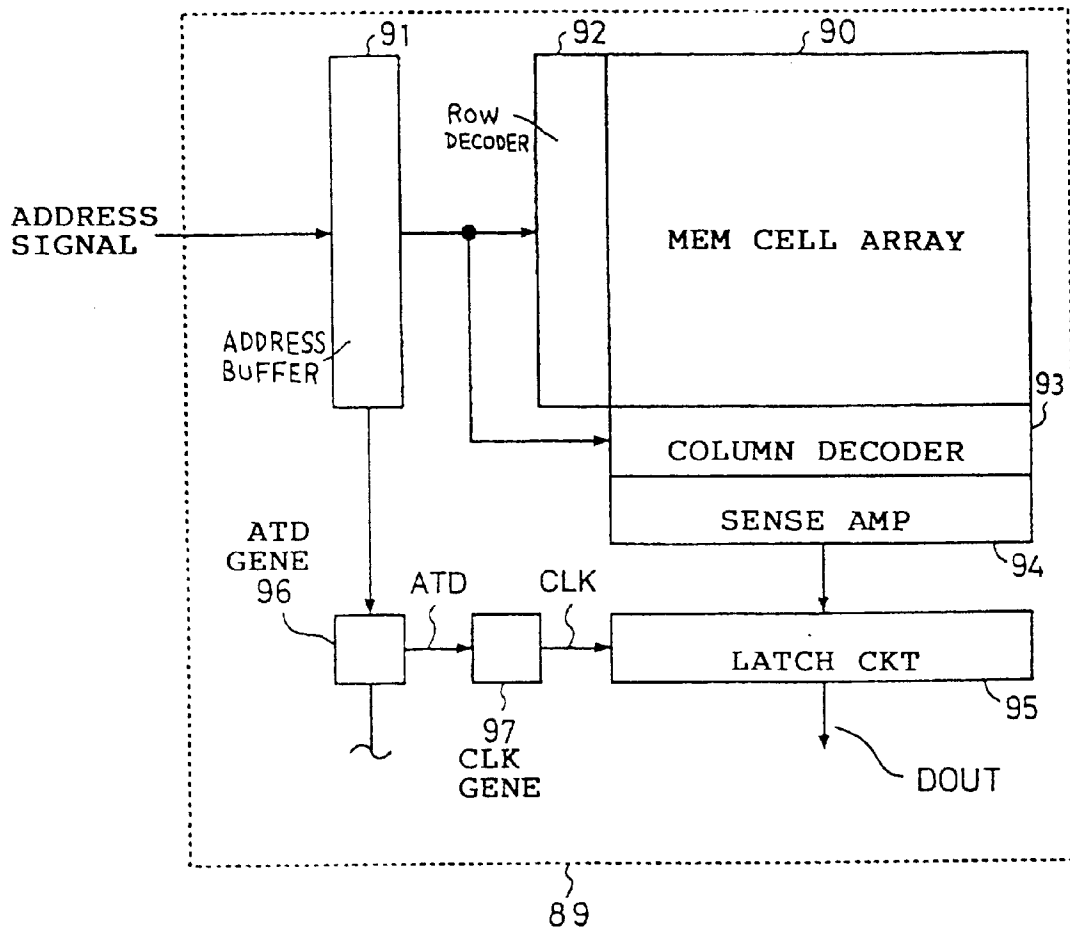 91
92
90
ROW
DECODER
ADDRESS
SIGNAL
MEM CELL ARRAY
ADDRESS
BUFFER
93
COLUMN DECODER
SENSE AMP
94
ATD
GENE
96
ATD
CLK
LATCH CKT
95
97
CLK
GENE
DOUT
89